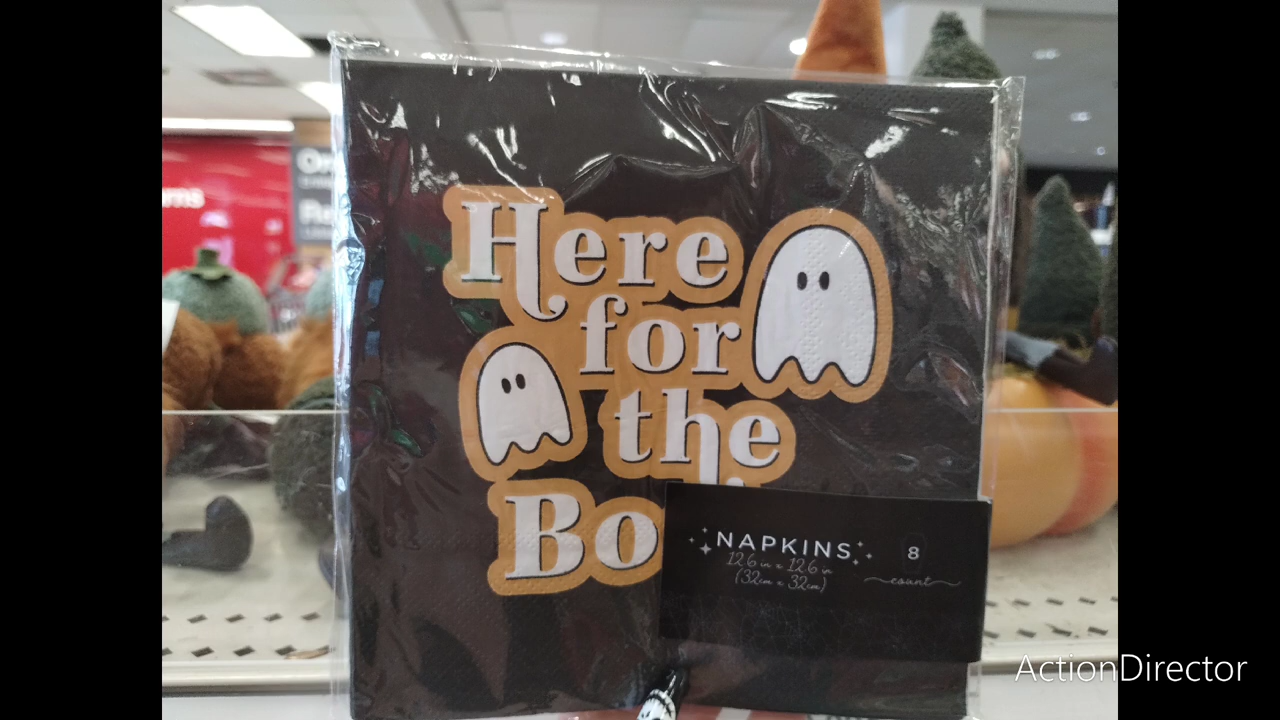 Here
for
the
Bo
NAPKINS
8
12.6 in x 12.6 in
count
(32cm x 32cm)
ActionDirector